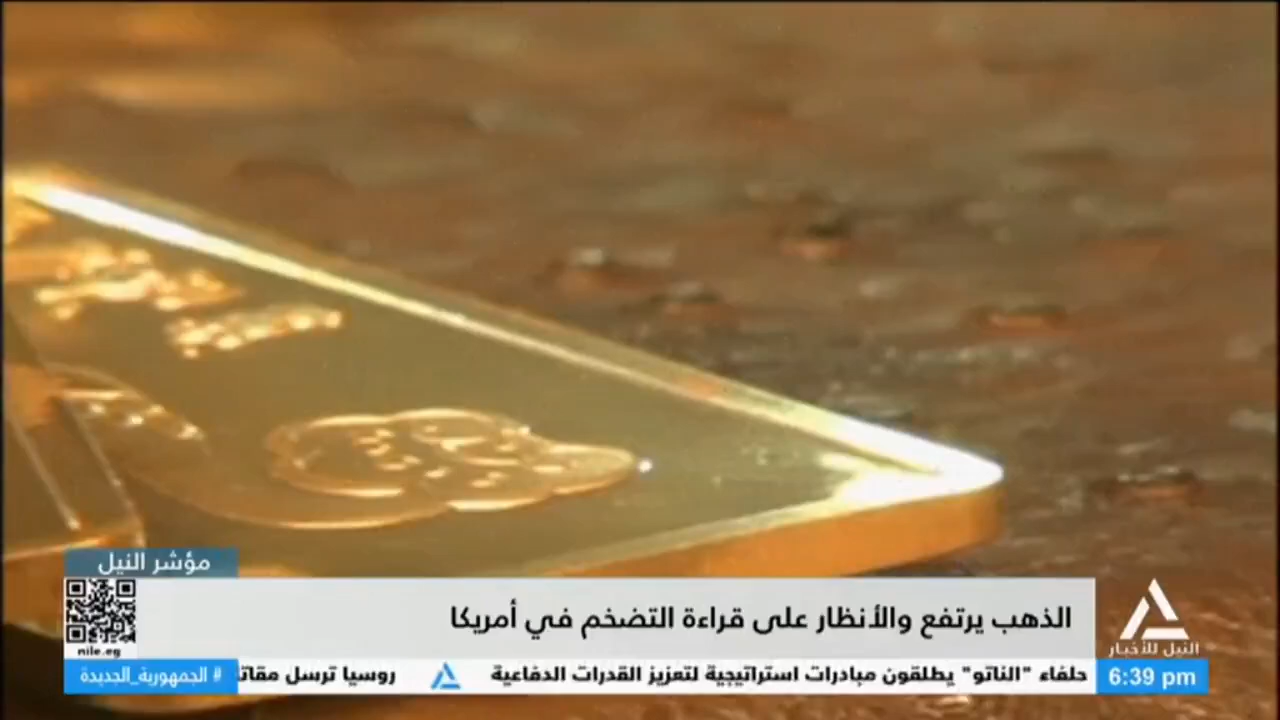 مؤشر النيل
الذهب يرتفع والأنظار على قراءة التضخم في أمريكا
nile.eg
النيل للأخبار
6:39 pm
حلفاء "الناتو" يطلقون مبادرات استراتيجية لتعزيز القدرات الدفاعية
روسيا ترسل
# الجمهورية_الجديدة